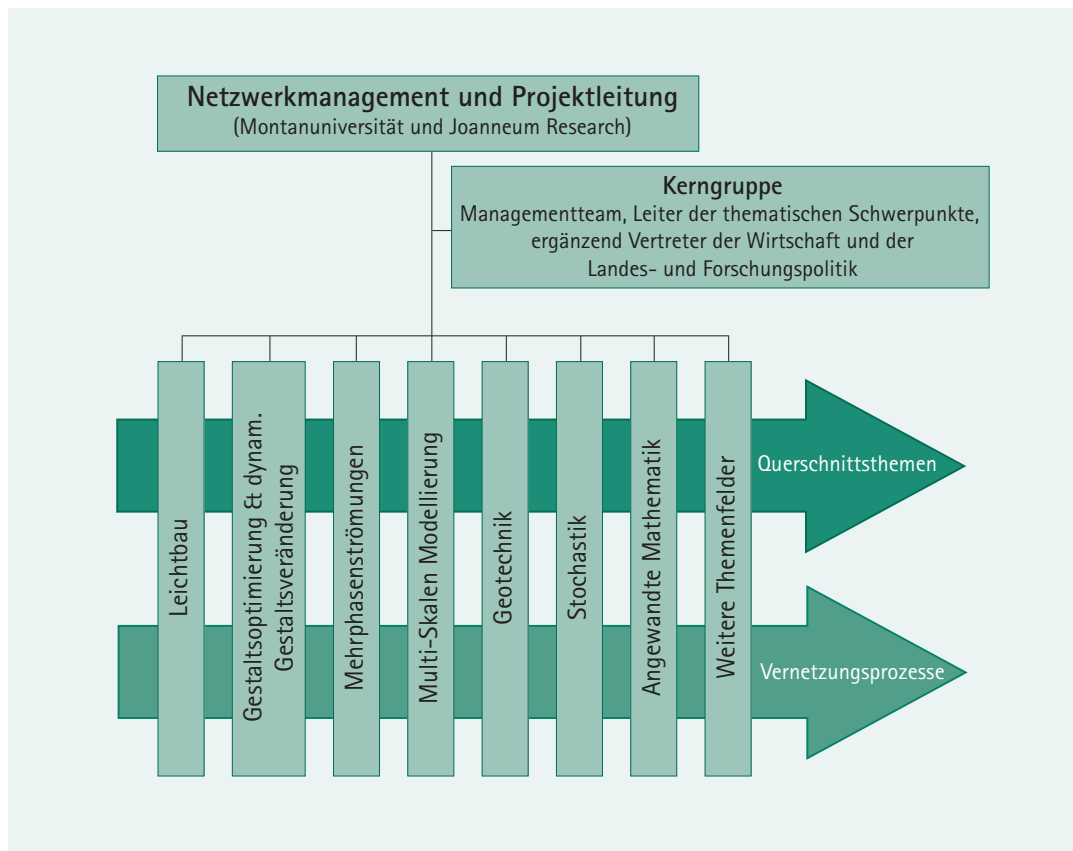 Netzwerkmanagement und Projektleitung
(Montanuniversität und Joanneum Research)
Kerngruppe
Managementteam, Leiter der thematischen Schwerpunkte,
ergänzend Vertreter der Wirtschaft und der
Landes- und Forschungspolitik
Leichtbau
Gestaltsoptimierung & dynam.
Gestaltsveränderung
Mehrphasenströmungen
Multi-Skalen Modellierung
Geotechnik
Stochastik
Angewandte Mathematik
Weitere Themenfelder
Querschnittsthemen
Vernetzungsprozesse